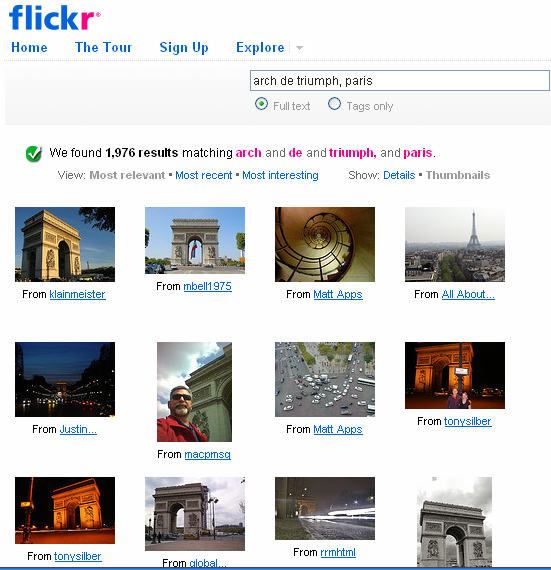 flickr®
Home The Tour Sign Up Explore
arch de triumph, paris
Full text Tags only
We found 1,976 results matching arch and de and triumph, and paris.
View: Most relevant • Most recent • Most interesting Show: Details • Thumbnails
From klainmeister From mbell1975 From Matt Apps From All About...
From Justin... From macpmsq From Matt Apps From tonysilber
From tonysilber From global... From rrmhtml